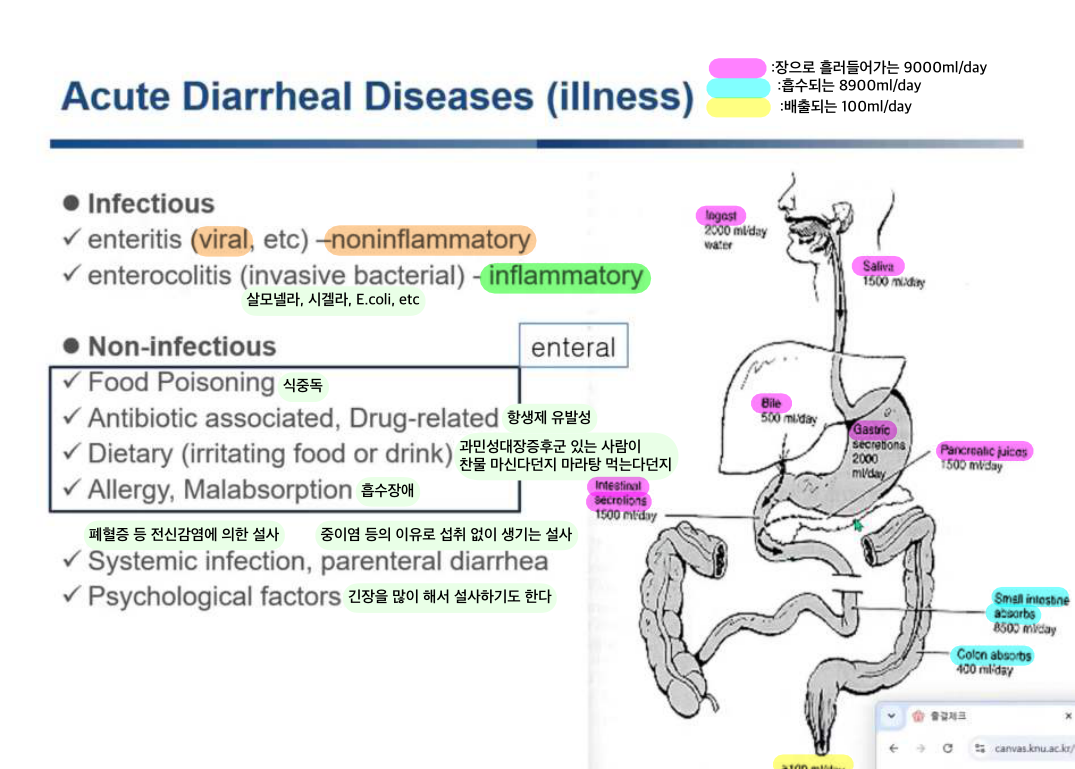 :장으로 흘러들어가는 9000ml/day
:흡수되는 8900ml/day
:배출되는 100ml/day
Acute Diarrheal Diseases (illness)
● Infectious
✓ enteritis (viral, etc) –noninflammatory
✓ enterocolitis (invasive bacterial) - inflammatory
살모넬라, 시겔라, E.coli, etc
● Non-infectious
enteral
✓ Food Poisoning 식중독
✓ Antibiotic associated, Drug-related 항생제 유발성
✓ Dietary (irritating food or drink) 과민성대장증후군 있는 사람이
찬물 마신다던지 마라탕 먹는다던지
✓ Allergy, Malabsorption 흡수장애
폐혈증 등 전신감염에 의한 설사
중이염 등의 이유로 섭취 없이 생기는 설사
✓ Systemic infection, parenteral diarrhea
✓ Psychological factors 긴장을 많이 해서 설사하기도 한다
Ingest
2000 ml/day
water
Saliva
1500 ml/day
Bile
500 ml/day
Gastric
secretions
2000
ml/day
Pancreatic juices
1500 ml/day
Intestinal
secretions
1500 ml/day
Small intestine
absorbs
8500 ml/day
Colon absorbs
400 ml/day
100 ml/day
출결체크
canvas.knu.ac.kr/